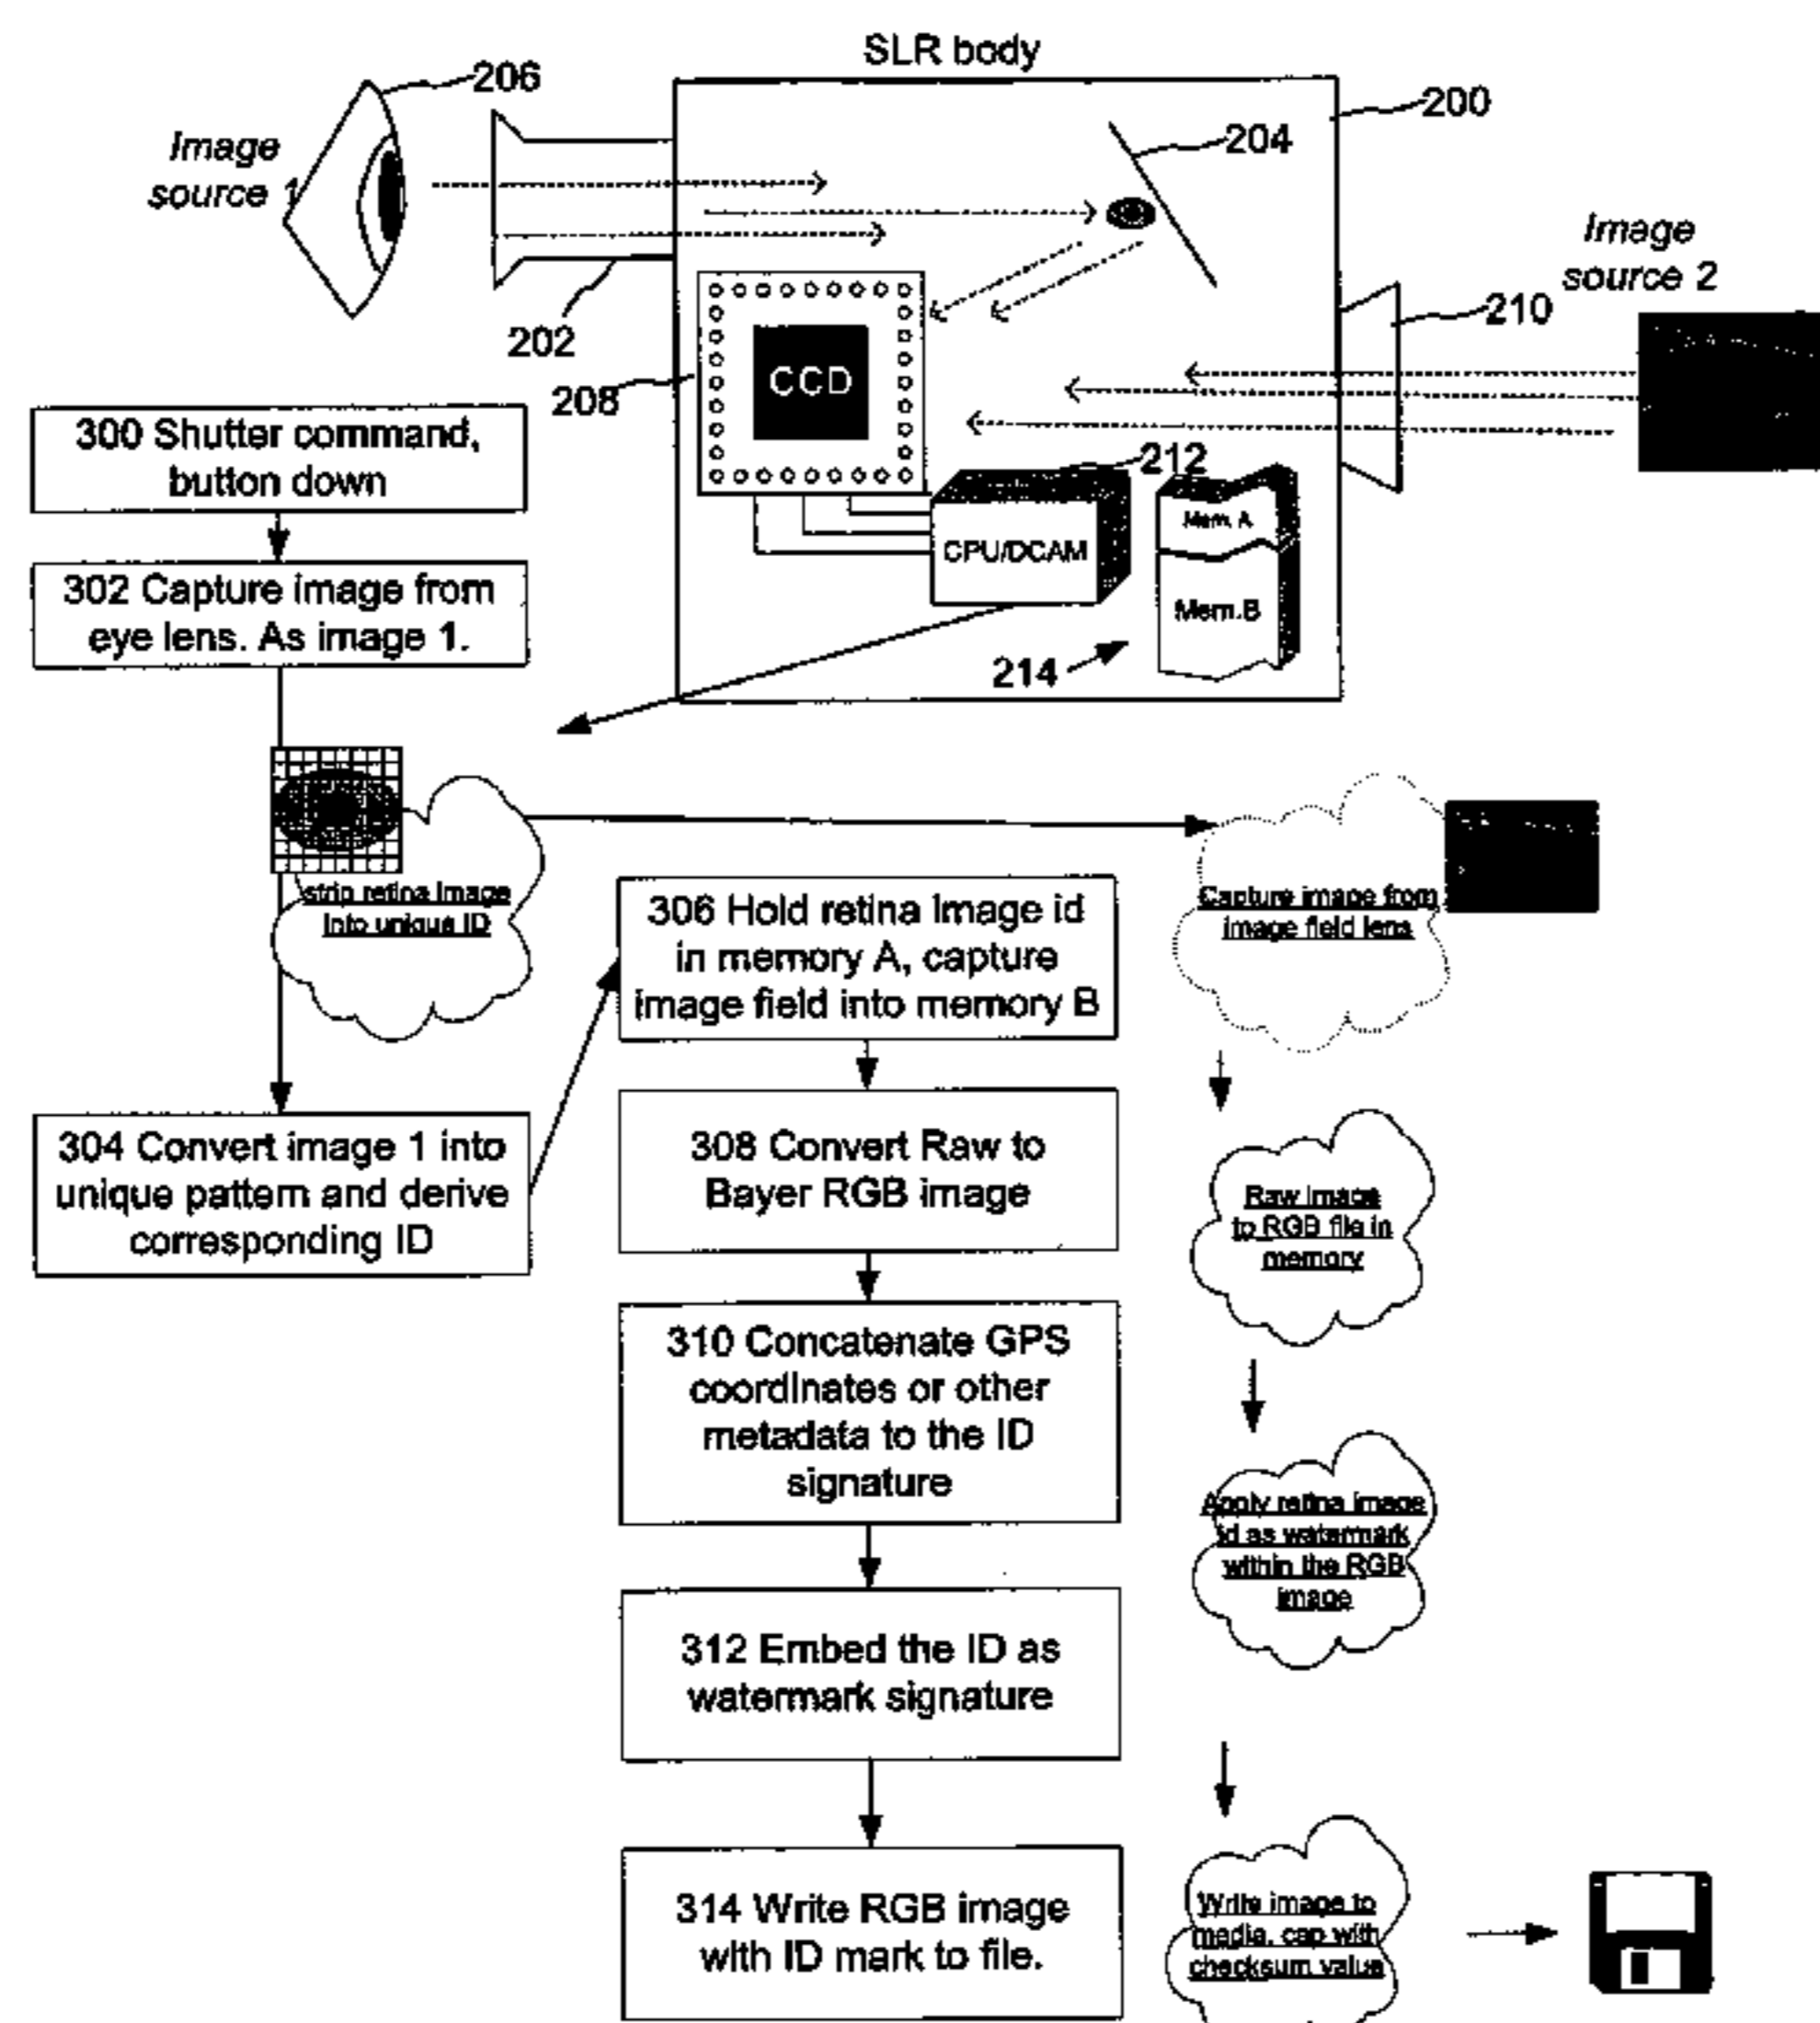 SLR body
206
200
Image
source 1
204
Image
source 2
210
202
208
CCD
212
Mem. A
CPU/DCAM
Mem.B
214
300 Shutter command,
button down
302 Capture image from
eye lens. As image 1.
strip retina image
into unique ID
Capture image from
image field lens
304 Convert image 1 into
unique pattern and derive
corresponding ID
306 Hold retina image id
in memory A, capture
image field into memory B
308 Convert Raw to
Bayer RGB image
Raw image
to RGB file in
memory
310 Concatenate GPS
coordinates or other
metadata to the ID
signature
Apply retina image
id as watermark
within the RGB
image
312 Embed the ID as
watermark signature
314 Write RGB image
with ID mark to file.
Write image to
media, cap with
checksum value